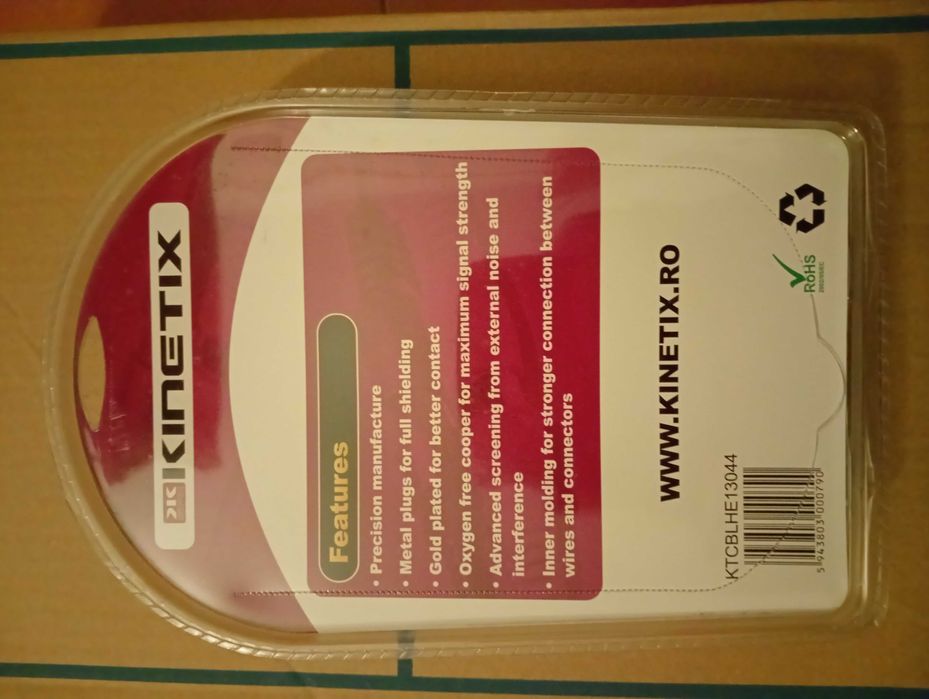 KINETIX
Features
• Precision manufacture
• Metal plugs for full shielding
• Gold plated for better contact
• Oxygen free cooper for maximum signal strength
• Advanced screening from external noise and
interference
• Inner molding for stronger connection between
wires and connectors
WWW.KINETIX.RO
KTCBLHE13044
5 943803 000790
RoHS